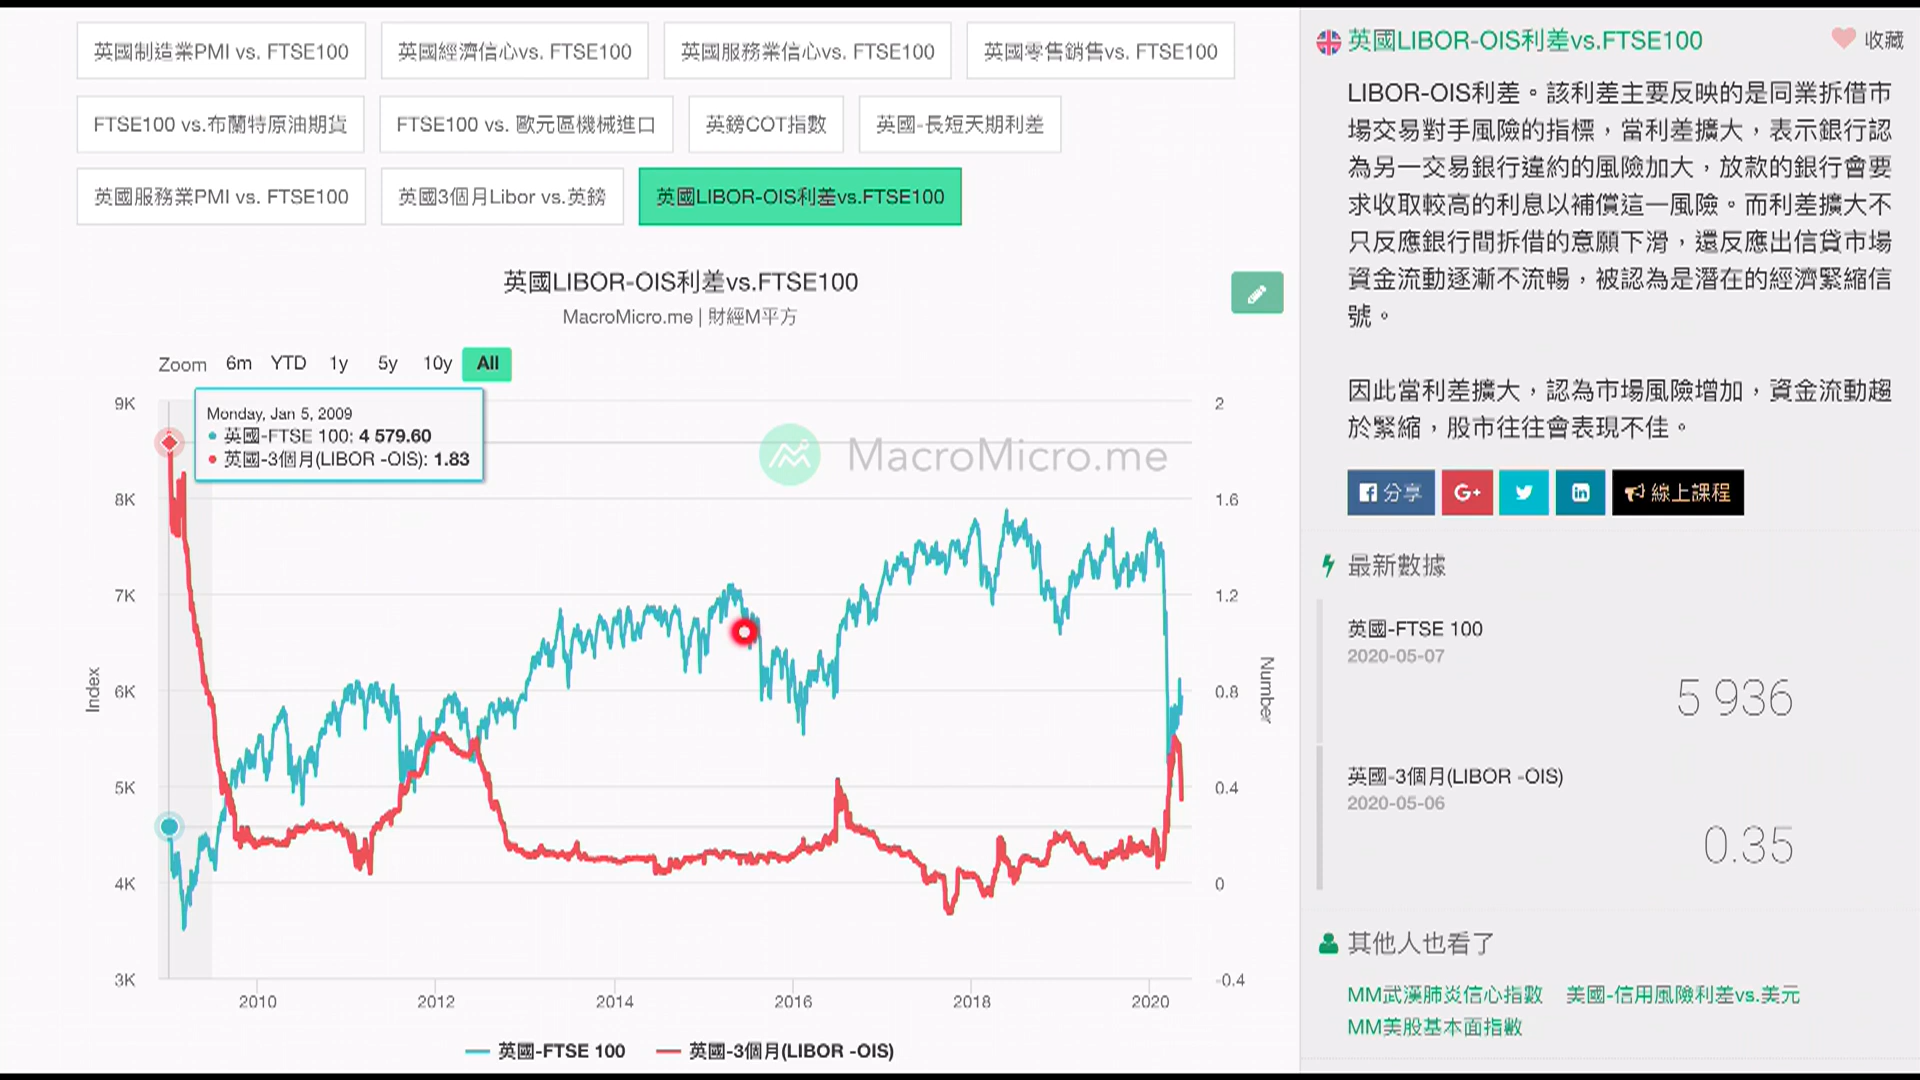 英國制造業PMI vs. FTSE100
英國經濟信心vs. FTSE100
英國服務業信心vs. FTSE100
英國零售銷售vs. FTSE100
FTSE100 vs.布蘭特原油期貨
FTSE100 vs. 歐元區機械進口
英鎊COT指數
英國-長短天期利差
英國服務業PMI vs. FTSE100
英國3個月Libor vs.英鎊
英國LIBOR-OIS利差vs.FTSE100
英國LIBOR-OIS利差vs.FTSE100
MacroMicro.me | 財經M平方
Zoom 6m YTD 1y 5y 10y All
Monday, Jan 5, 2009
英國-FTSE 100: 4 579.60
英國-3個月(LIBOR -OIS): 1.83
MacroMicro.me
9K
8K
7K
6K
5K
4K
3K
Index
2
1.6
1.2
0.8
0.4
0
-0.4
Number
2010 2012 2014 2016 2018 2020
英國-FTSE 100 英國-3個月(LIBOR -OIS)
英國LIBOR-OIS利差vs.FTSE100
收藏
LIBOR-OIS利差。該利差主要反映的是同業拆借市
場交易對手風險的指標，當利差擴大，表示銀行認
為另一交易銀行違約的風險加大，放款的銀行會要
求收取較高的利息以補償這一風險。而利差擴大不
只反應銀行間拆借的意願下滑，還反應出信貸市場
資金流動逐漸不流暢，被認為是潛在的經濟緊縮信
號。
因此當利差擴大，認為市場風險增加，資金流動趨
於緊縮，股市往往會表現不佳。
分享
G+
in
線上課程
最新數據
英國-FTSE 100
2020-05-07
5 936
英國-3個月(LIBOR -OIS)
2020-05-06
0.35
其他人也看了
MM武漢肺炎信心指數 美國-信用風險利差vs.美元
MM美股基本面指數